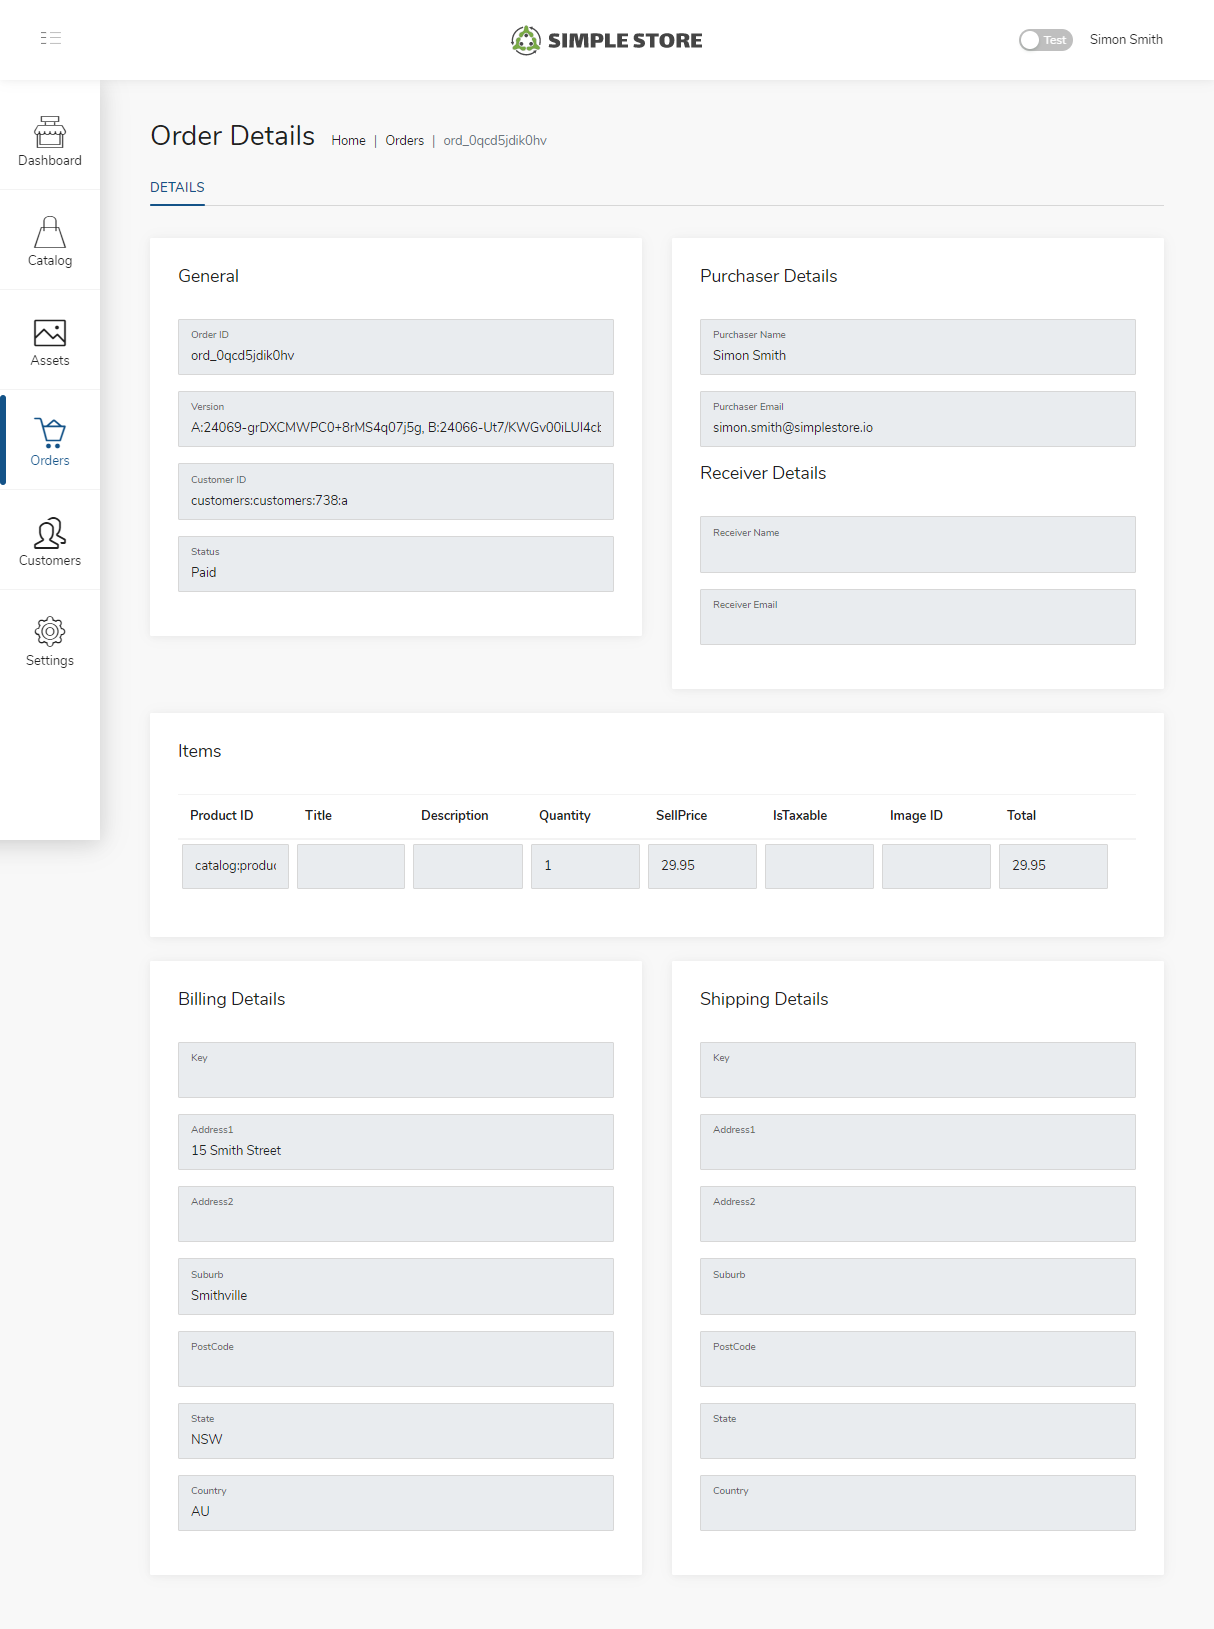 SIMPLE STORE
Test
Simon Smith
Dashboard
Catalog
Assets
Orders
Customers
Settings
Order Details
Home | Orders | ord_0qcd5jdik0hv
DETAILS
General
Order ID
ord_0qcd5jdik0hv
Version
A:24069-grDXCMWPC0+8rMS4q07j5g, B:24066-Ut7/KWGv00iLUI4ct
Customer ID
customers:customers:738:a
Status
Paid
Purchaser Details
Purchaser Name
Simon Smith
Purchaser Email
simon.smith@simplestore.io
Receiver Details
Receiver Name
Receiver Email
Items
Product ID Title Description Quantity SellPrice IsTaxable Image ID Total
catalog:produc 1 29.95 29.95
Billing Details
Key
Address1
15 Smith Street
Address2
Suburb
Smithville
PostCode
State
NSW
Country
AU
Shipping Details
Key
Address1
Address2
Suburb
PostCode
State
Country